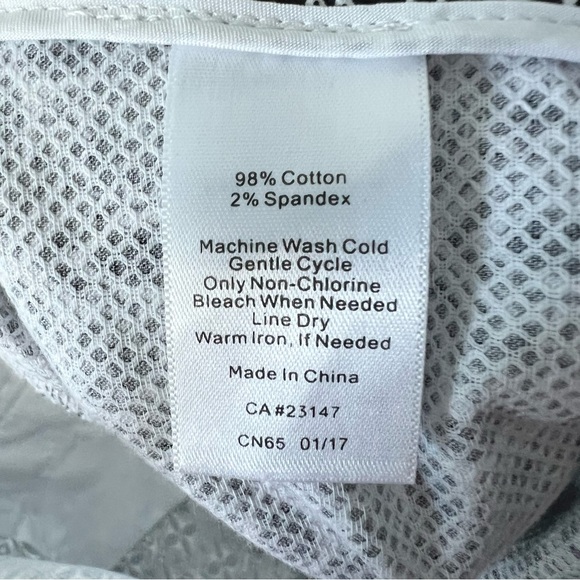 98% Cotton
2% Spandex
Machine Wash Cold
Gentle Cycle
Only Non-Chlorine
Bleach When Needed
Line Dry
Warm Iron, If Needed
Made In China
CA#23147
CN65 01/17